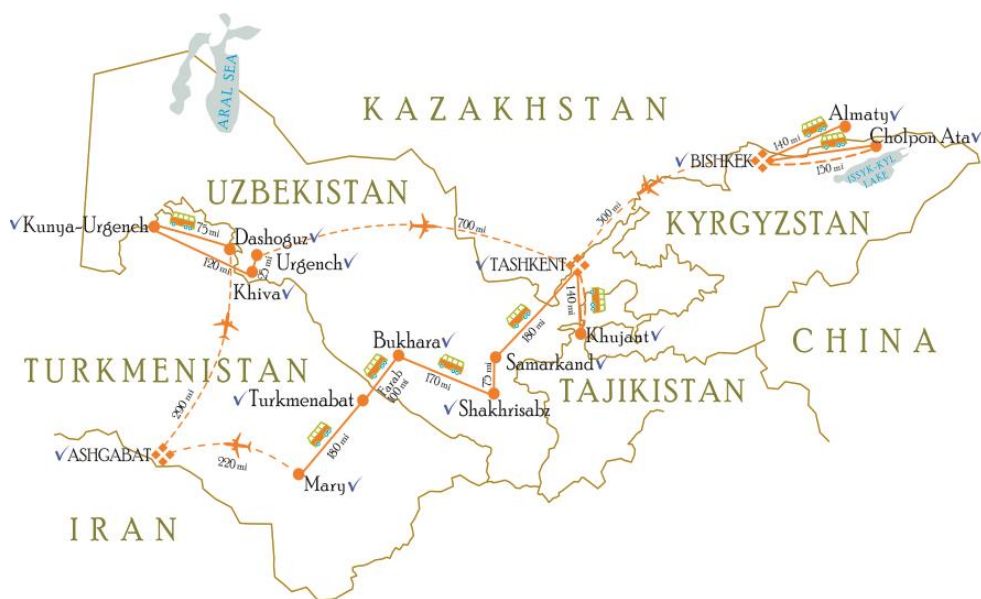 ARAL SEA
KAZAKHSTAN
Almaty
140 mi
Cholpon Ata
BISHKEK
150 mi
ISSYK-KYL
LAKE
UZBEKISTAN
300 mi
KYRGYZSTAN
Kunya-Urgench
75 mi
Dashoguz
700 mi
Urgench
120 mi
25 mi
TASHKENT
Khiva
140 mi
180 mi
Bukhara
Khujant
CHINA
TURKMENISTAN
Samarkand
170 mi
75 mi
TAJIKISTAN
Farab
100 mi
Turkmenabat
Shakhrisabz
290 mi
180 mi
ASHGABAT
220 mi
Mary
IRAN